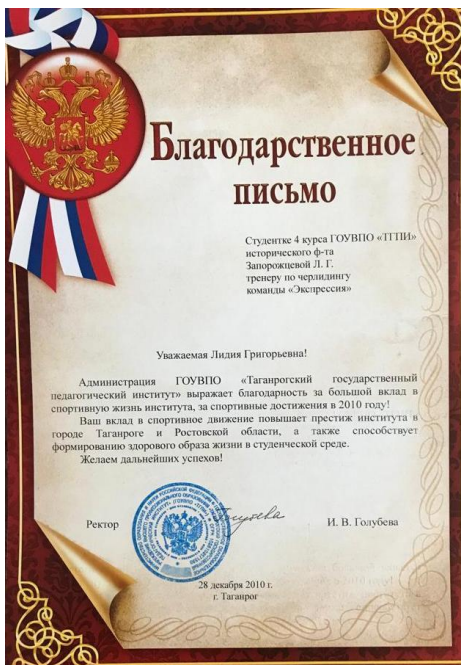 Благодарственное
письмо
Студентке 4 курса ГОУВПО «ТГПИ»
исторического ф-та
Запорожцевой Л. Г.
тренеру по черлидингу
команды «Экспрессия»
Уважаемая Лидия Григорьевна!
Администрация ГОУВПО «Таганрогский государственный
педагогический институт» выражает благодарность за большой вклад в
спортивную жизнь института, за спортивные достижения в 2010 году!
Ваш вклад в спортивное движение повышает престиж института в
городе Таганроге и Ростовской области, а также способствует
формированию здорового образа жизни в студенческой среде.
Желаем дальнейших успехов!
Ректор
И. В. Голубева
28 декабря 2010 г.
г. Таганрог